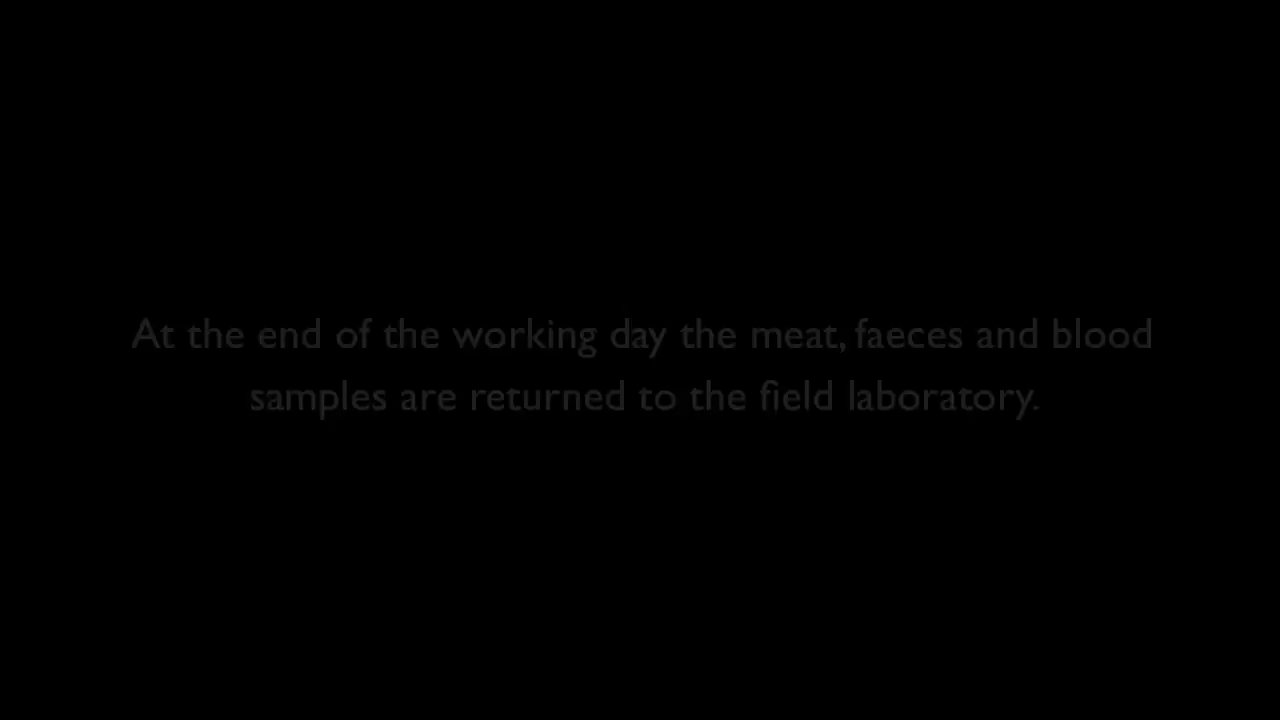 At the end of the working day the meat, faeces and blood
samples are returned to the field laboratory.